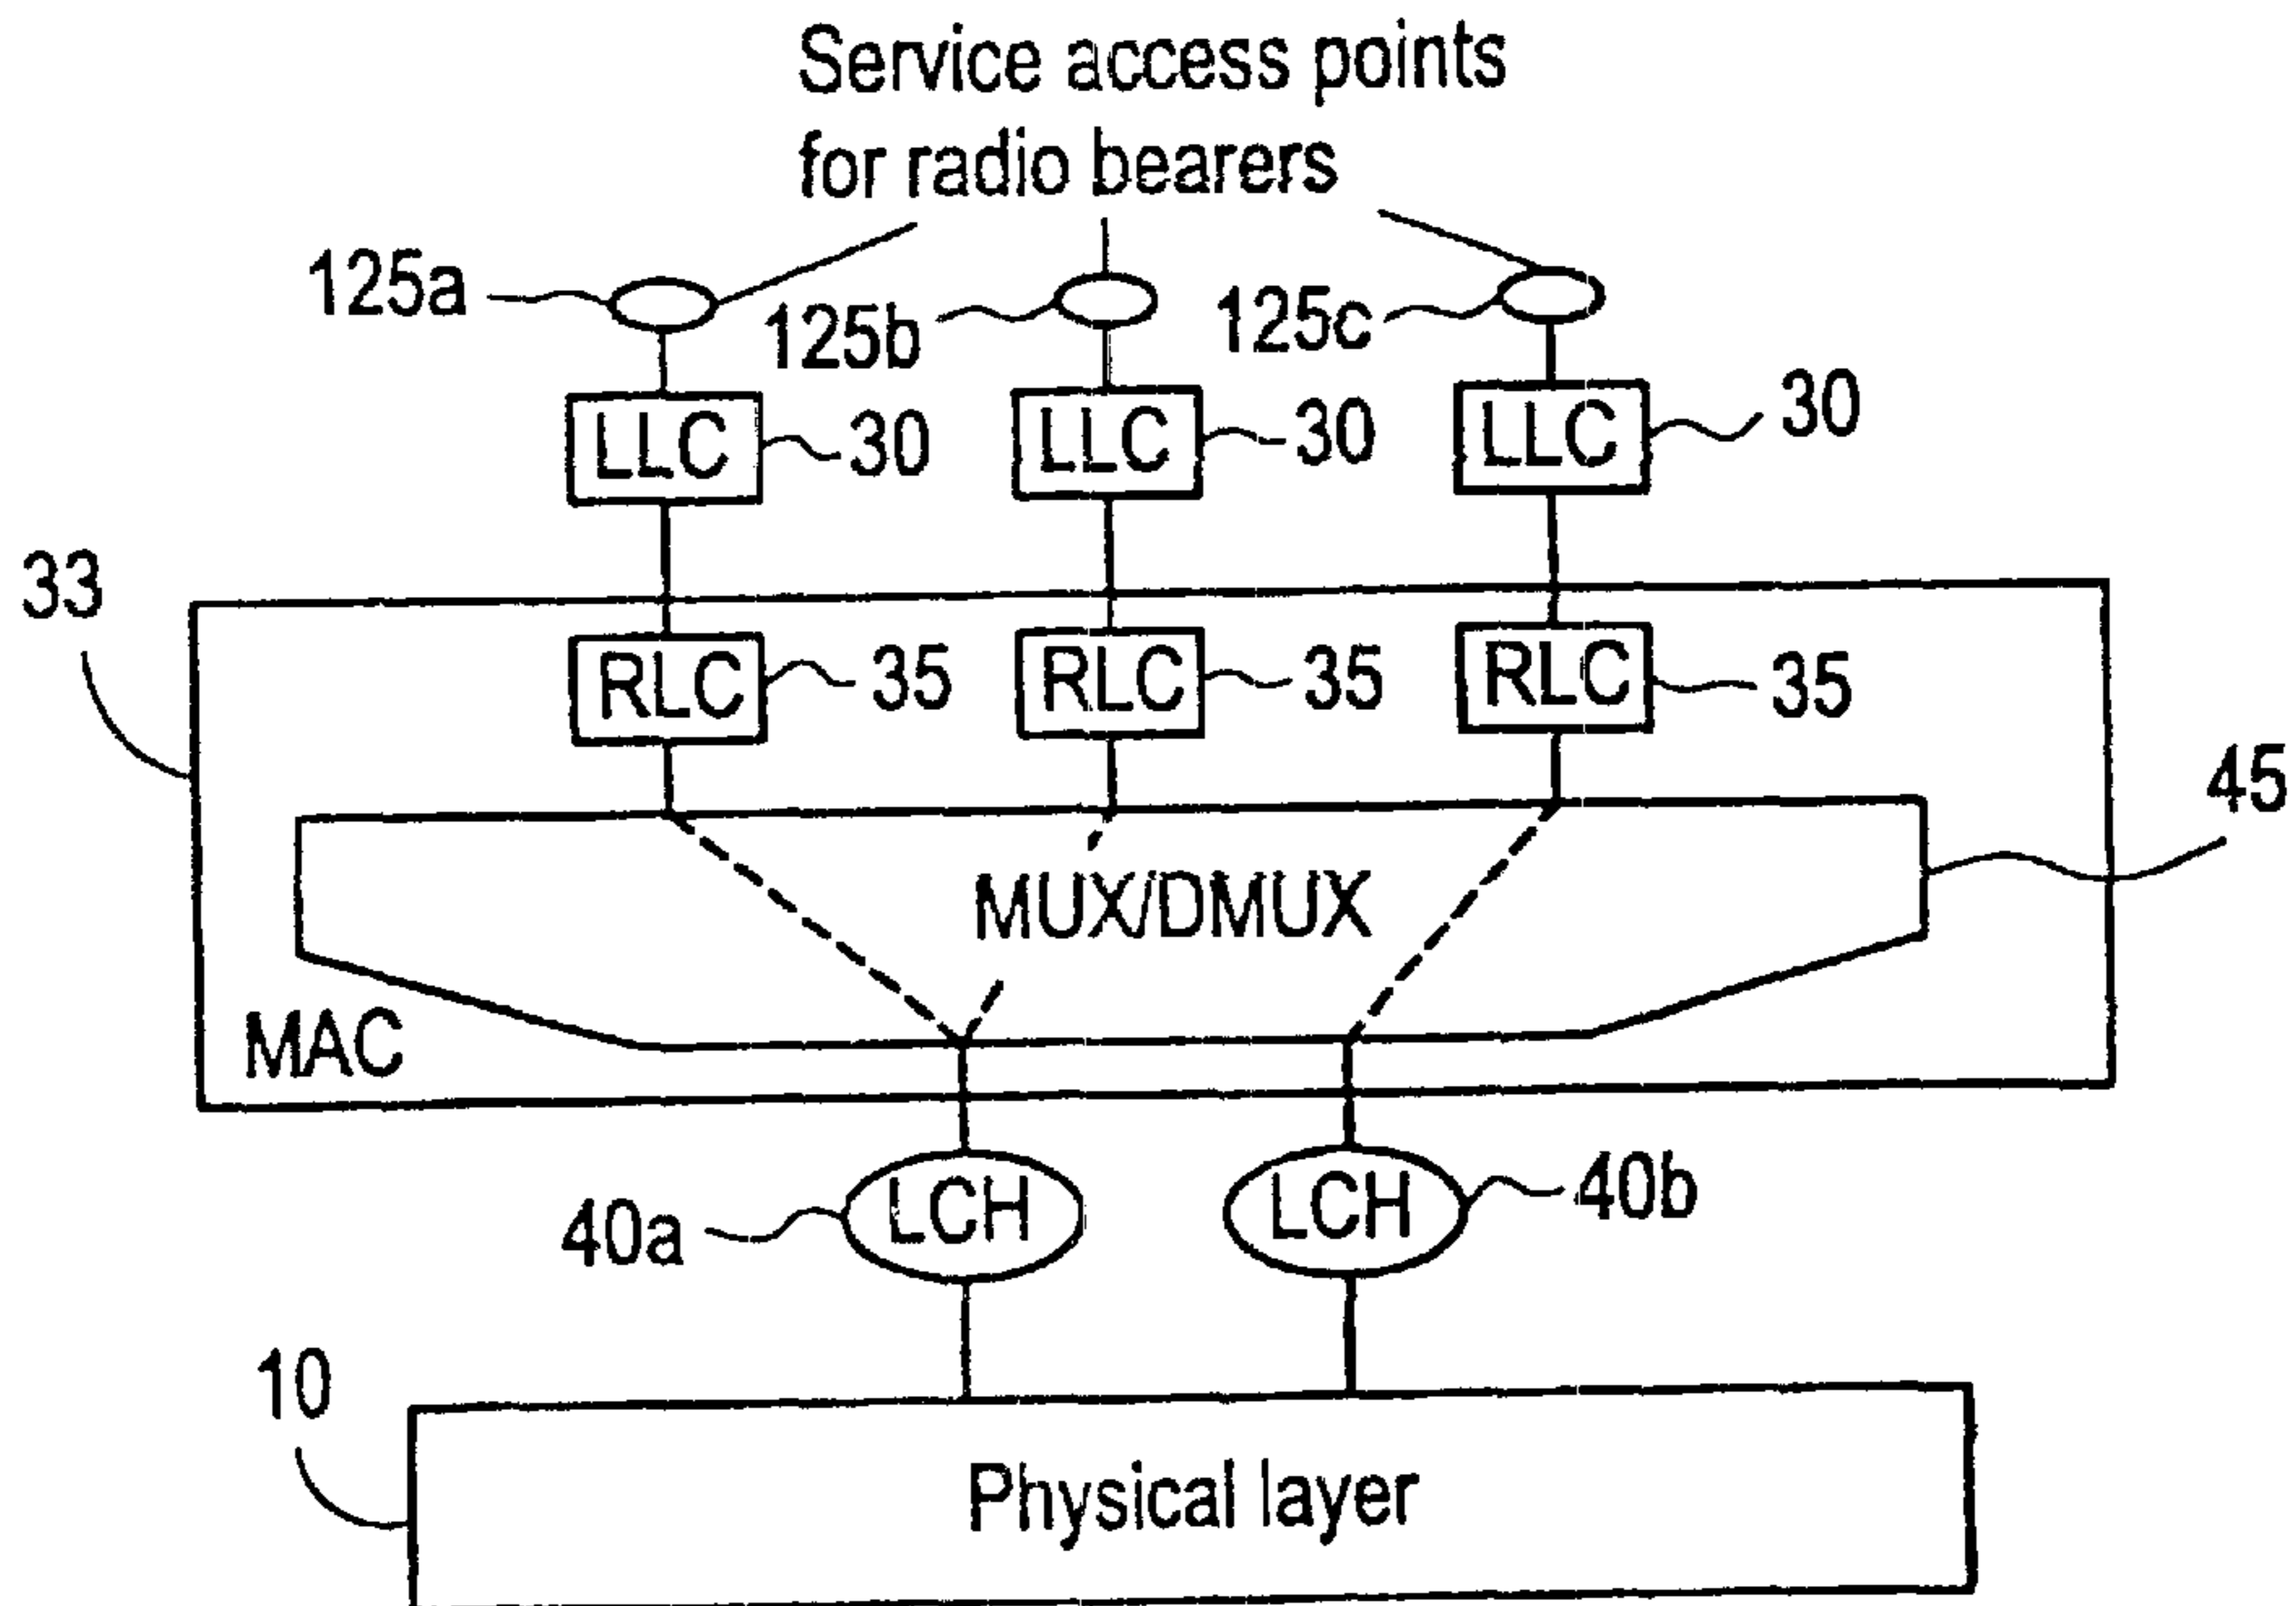 Service access points
for radio bearers
125a
125b
125c
LLC
30
LLC
30
LLC
30
33
RLC
35
RLC
35
RLC
35
45
MUX/DMUX
MAC
40a
LCH
LCH
40b
10
Physical layer